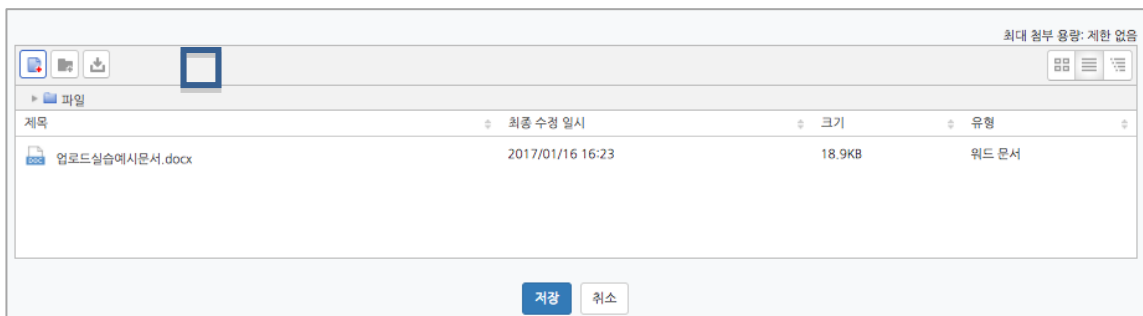 최대 첨부 용량: 제한 없음
파일
제목 최종 수정 일시 크기 유형
업로드실습예시문서.docx 2017/01/16 16:23 18.9KB 워드 문서
저장 취소